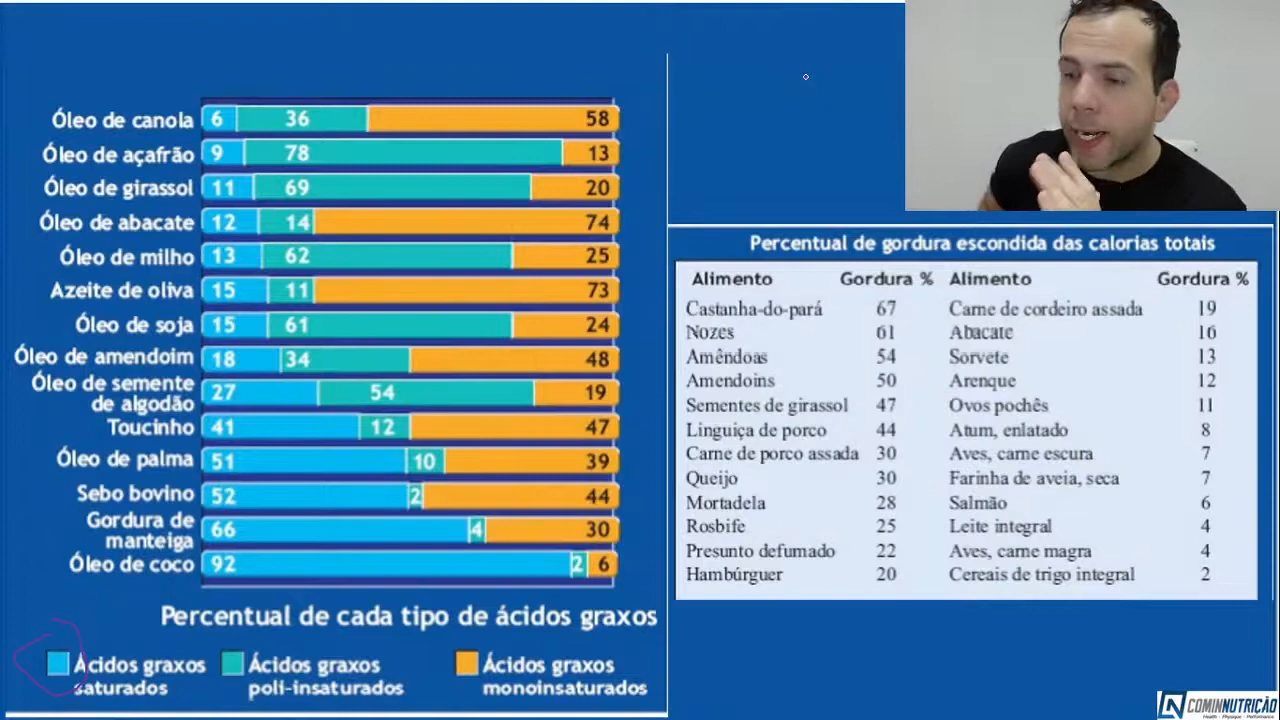 Óleo de canola 6 36 58
Óleo de açafrão 9 78 13
Óleo de girassol 11 69 20
Óleo de abacate 12 14 74
Óleo de milho 13 62 25
Azeite de oliva 15 11 73
Óleo de soja 15 61 24
Óleo de amendoim 18 34 48
Óleo de semente
de algodão 27 54 19
Toucinho 41 12 47
Óleo de palma 51 10 39
Sebo bovino 52 2 44
Gordura de
manteiga 66 4 30
Óleo de coco 92 2 6
Percentual de cada tipo de ácidos graxos
Ácidos graxos
saturados
Ácidos graxos
poli-insaturados
Ácidos graxos
monoinsaturados
Percentual de gordura escondida das calorias totais
Alimento Gordura % Alimento Gordura %
Castanha-do-pará 67 Carne de cordeiro assada 19
Nozes 61 Abacate 16
Amêndoas 54 Sorvete 13
Amendoins 50 Arenque 12
Sementes de girassol 47 Ovos pochês 11
Linguiça de porco 44 Atum, enlatado 8
Carne de porco assada 30 Aves, carne escura 7
Queijo 30 Farinha de aveia, seca 7
Mortadela 28 Salmão 6
Rosbife 25 Leite integral 4
Presunto defumado 22 Aves, carne magra 4
Hambúrguer 20 Cereais de trigo integral 2
COMINNUTRIÇÃO
Health - Physique - Performance